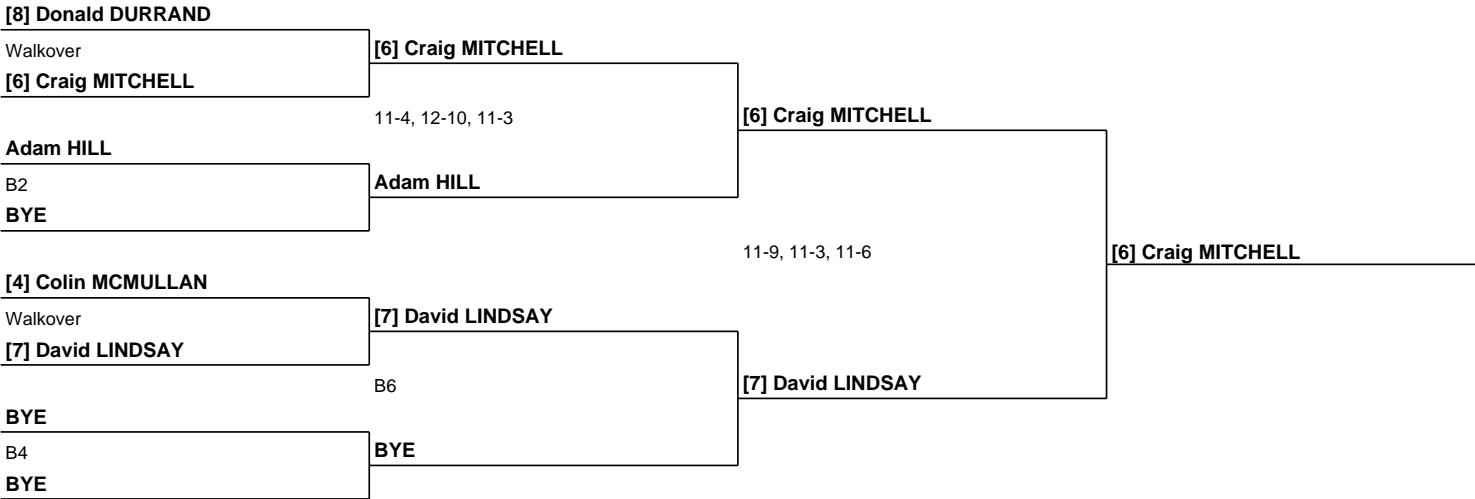 [8] Donald DURRAND
Walkover
[6] Craig MITCHELL
[6] Craig MITCHELL
11-4, 12-10, 11-3
[6] Craig MITCHELL
Adam HILL
B2
Adam HILL
BYE
11-9, 11-3, 11-6
[6] Craig MITCHELL
[4] Colin MCMULLAN
Walkover
[7] David LINDSAY
[7] David LINDSAY
B6
[7] David LINDSAY
BYE
B4
BYE
BYE